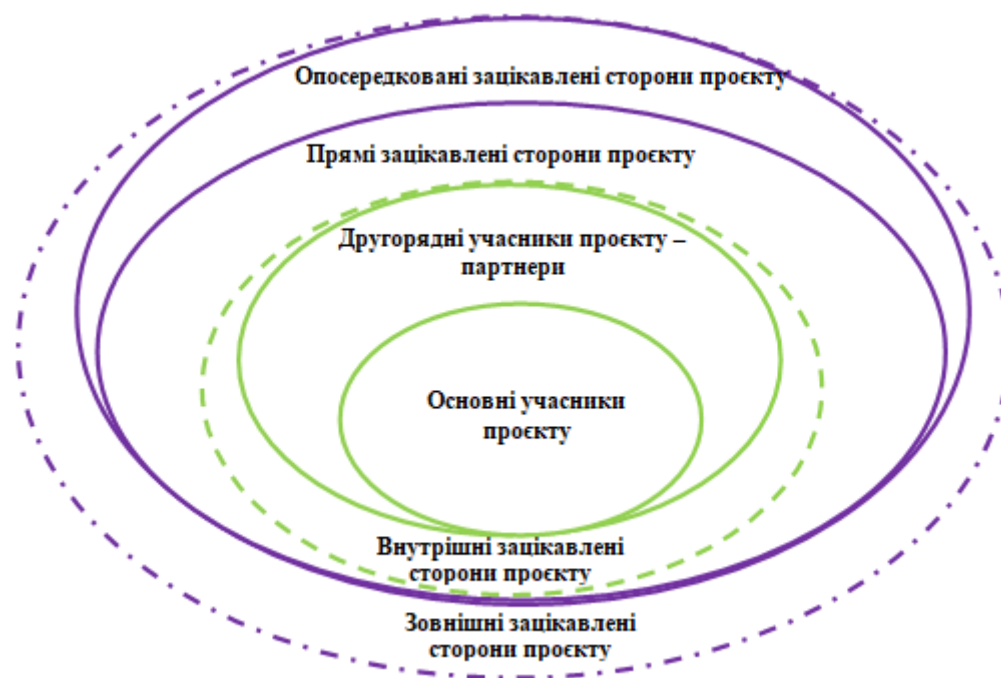 Опосередковані зацікавлені сторони проєкту
Прямі зацікавлені сторони проєкту
Другорядні учасники проєкту –
партнери
Основні учасники
проєкту
Внутрішні зацікавлені
сторони проєкту
Зовнішні зацікавлені
сторони проєкту